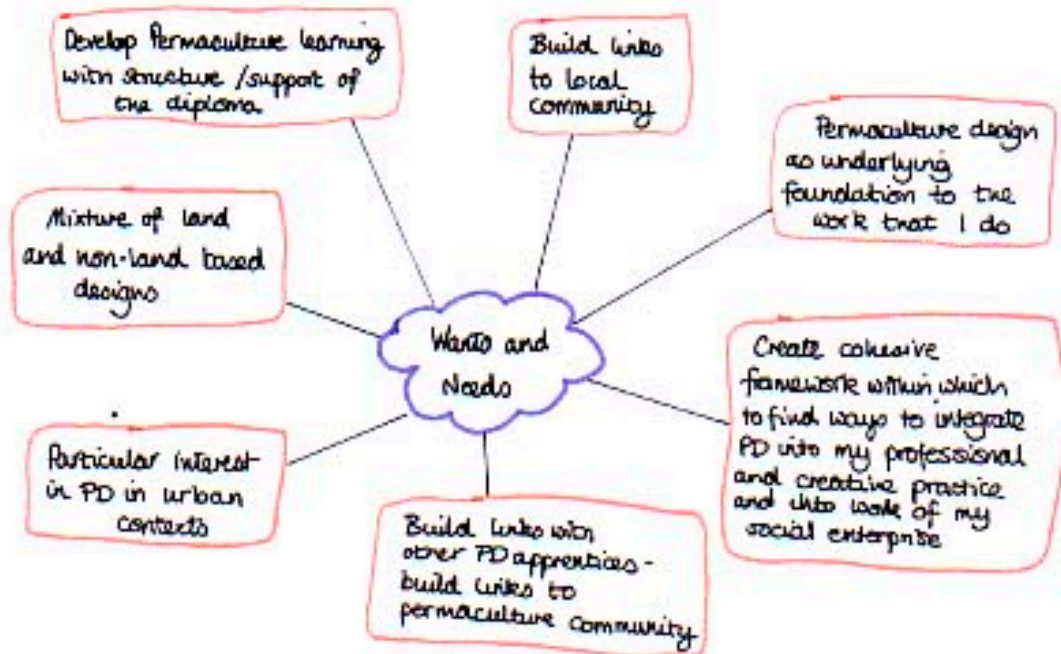 Develop Permaculture learning
with structure / support of
the diploma
Build links
to local
community
Permaculture design
as underlying
foundation to the
work that I do
Mixture of land
and non-land based
designs
Wants and
Needs
Create cohesive
framework within which
to find ways to integrate
PD into my professional
and creative practice
and into work of my
social enterprise
Particular interest
in PD in urban
contexts
Build links with
other PD apprentices -
build links to
permaculture community